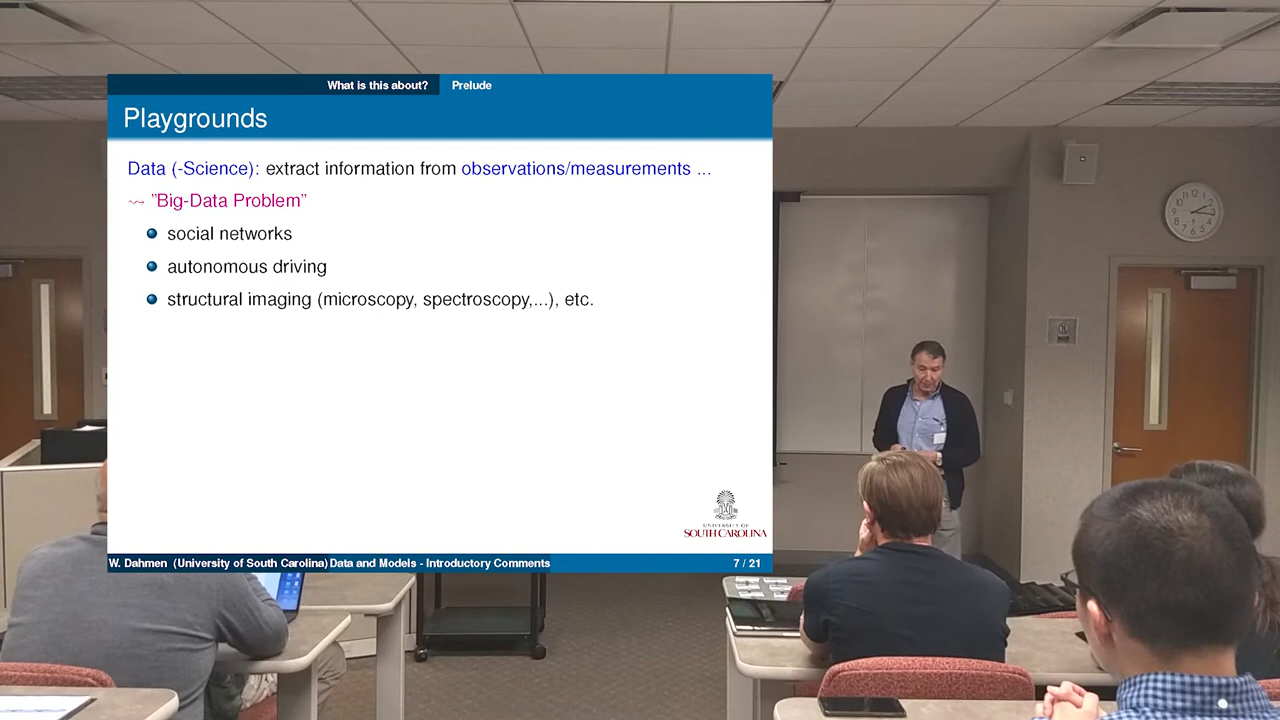 What is this about? Prelude
Playgrounds
Data (-Science): extract information from observations/measurements ...
⇝ "Big-Data Problem"
social networks
autonomous driving
structural imaging (microscopy, spectroscopy,...), etc.
UNIVERSITY OF
SOUTH CAROLINA
W. Dahmen (University of South Carolina) Data and Models - Introductory Comments 7 / 21